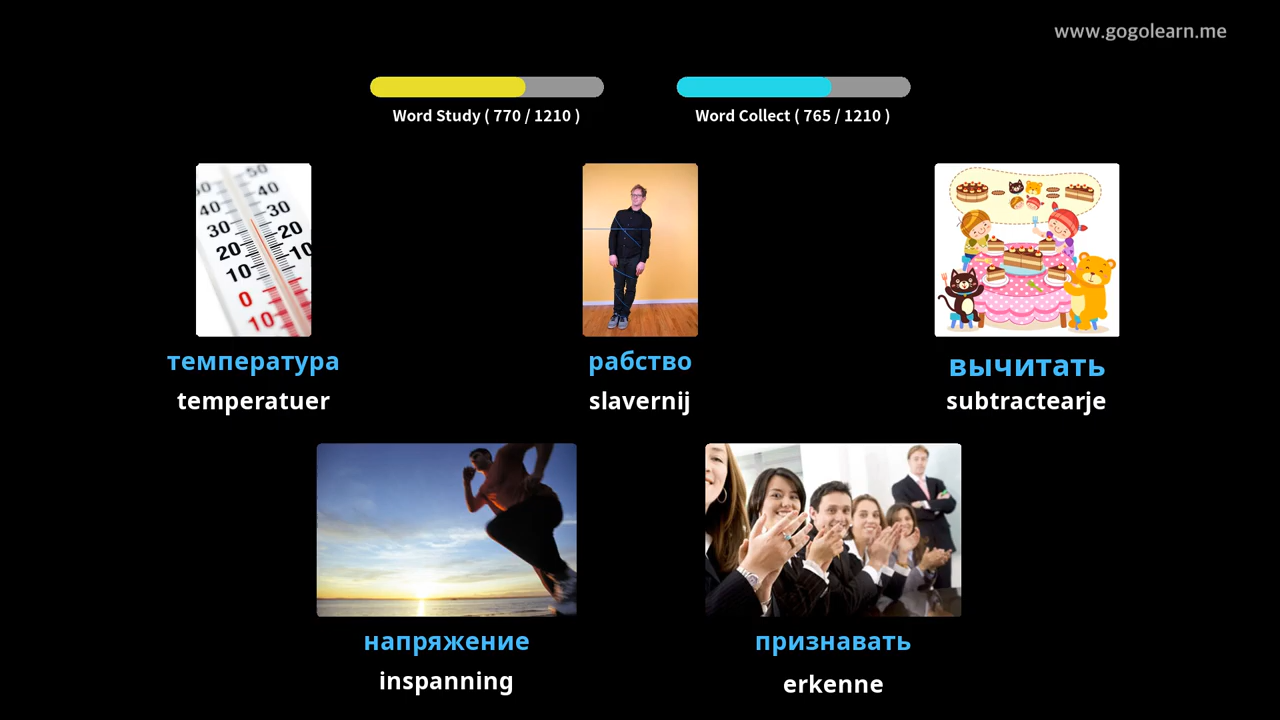 www.gogolearn.me
Word Study ( 770 / 1210 )
Word Collect ( 765 / 1210 )
температура
temperatuer
рабство
slavernij
вычитать
subtractearje
напряжение
inspanning
признавать
erkenne